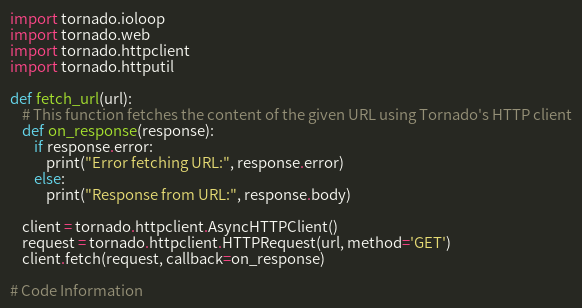 import tornado.ioloop
import tornado.web
import tornado.httpclient
import tornado.httputil

def fetch_url(url):
    # This function fetches the content of the given URL using Tornado's HTTP client
    def on_response(response):
        if response.error:
            print("Error fetching URL:", response.error)
        else:
            print("Response from URL:", response.body)

    client = tornado.httpclient.AsyncHTTPClient()
    request = tornado.httpclient.HTTPRequest(url, method='GET')
    client.fetch(request, callback=on_response)

# Code Information